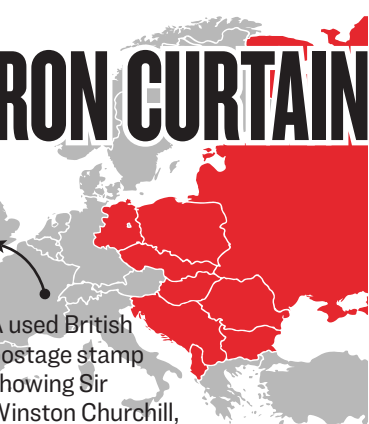 RON CURTAIN
A used British
ostage stamp
howing Sir
Winston Churchill,